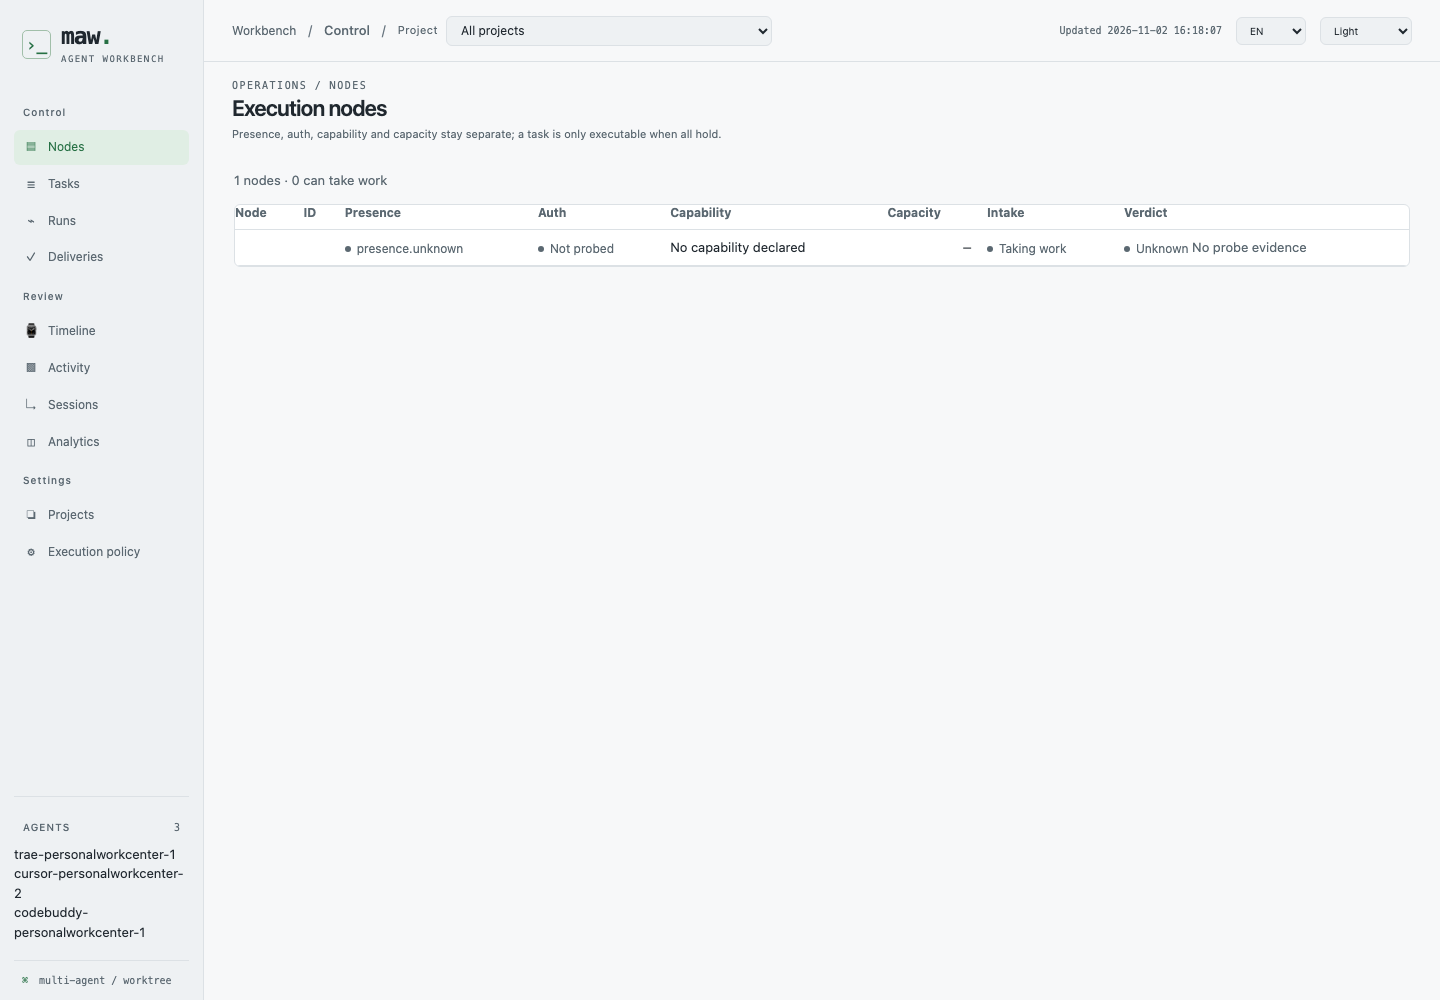 maw.
AGENT WORKBENCH
Control
Nodes
Tasks
Runs
Deliveries
Review
Timeline
Activity
Sessions
Analytics
Settings
Projects
Execution policy
AGENTS 3
trae-personalworkcenter-1
cursor-personalworkcenter-
2
codebuddy-
personalworkcenter-1
multi-agent / worktree
Workbench / Control / Project All projects Updated 2026-11-02 16:18:07 EN Light
OPERATIONS / NODES
Execution nodes
Presence, auth, capability and capacity stay separate; a task is only executable when all hold.
1 nodes · 0 can take work
Node ID Presence Auth Capability Capacity Intake Verdict
presence.unknown Not probed No capability declared — Taking work Unknown No probe evidence